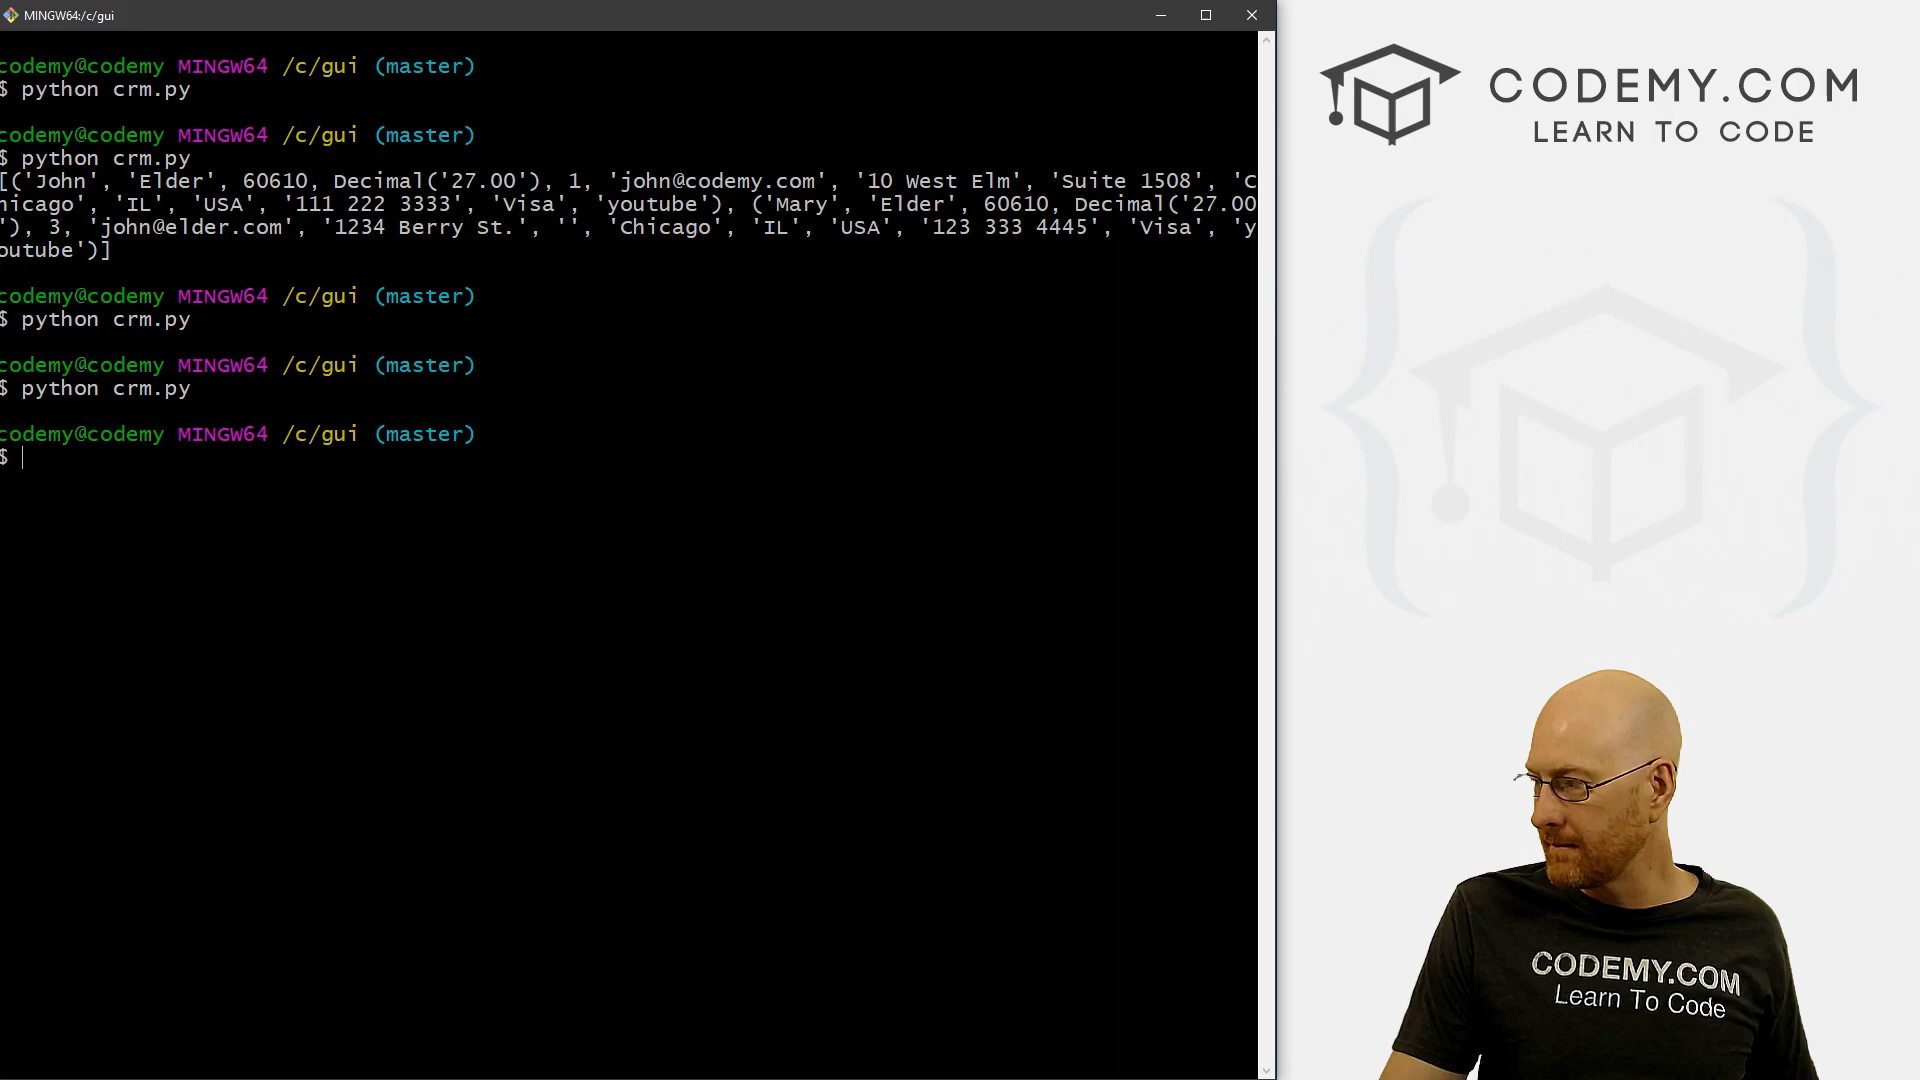 MINGW64:/c/gui
codemy@codemy MINGW64 /c/gui (master)
$ python crm.py
codemy@codemy MINGW64 /c/gui (master)
$ python crm.py
[('John', 'Elder', 60610, Decimal('27.00'), 1, 'john@codemy.com', '10 West Elm', 'Suite 1508', 'C
hicago', 'IL', 'USA', '111 222 3333', 'Visa', 'youtube'), ('Mary', 'Elder', 60610, Decimal('27.00
'), 3, 'john@elder.com', '1234 Berry St.', '', 'Chicago', 'IL', 'USA', '123 333 4445', 'Visa', 'y
outube')]
codemy@codemy MINGW64 /c/gui (master)
$ python crm.py
codemy@codemy MINGW64 /c/gui (master)
$ python crm.py
codemy@codemy MINGW64 /c/gui (master)
$
CODEMY.COM
LEARN TO CODE
CODEMY.COM
Learn To Code